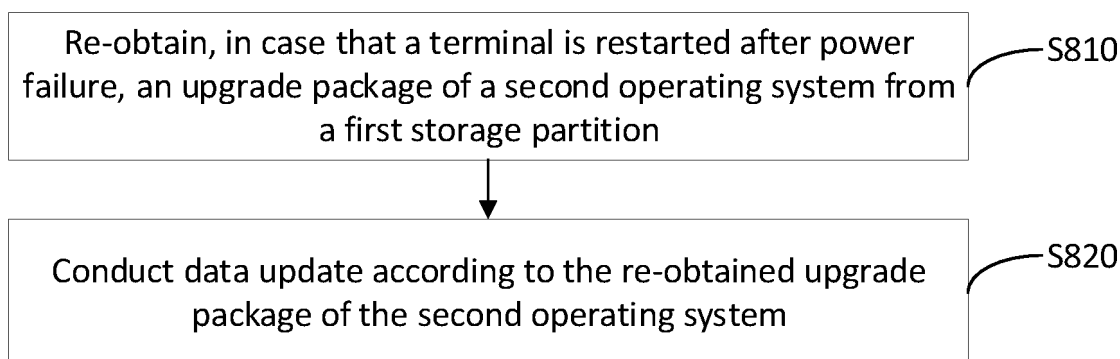 Re-obtain, in case that a terminal is restarted after power
failure, an upgrade package of a second operating system from
a first storage partition
S810
Conduct data update according to the re-obtained upgrade
package of the second operating system
S820